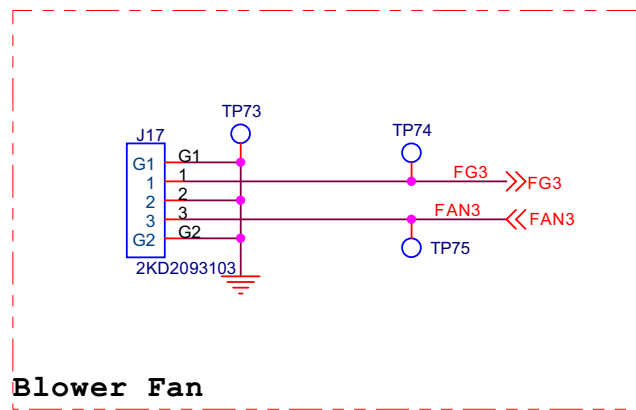 TP73
TP74
J17
G1 G1
1 1 FG3 FG3
2 2
3 3 FAN3 FAN3
G2 G2
TP75
2KD2093103
Blower Fan